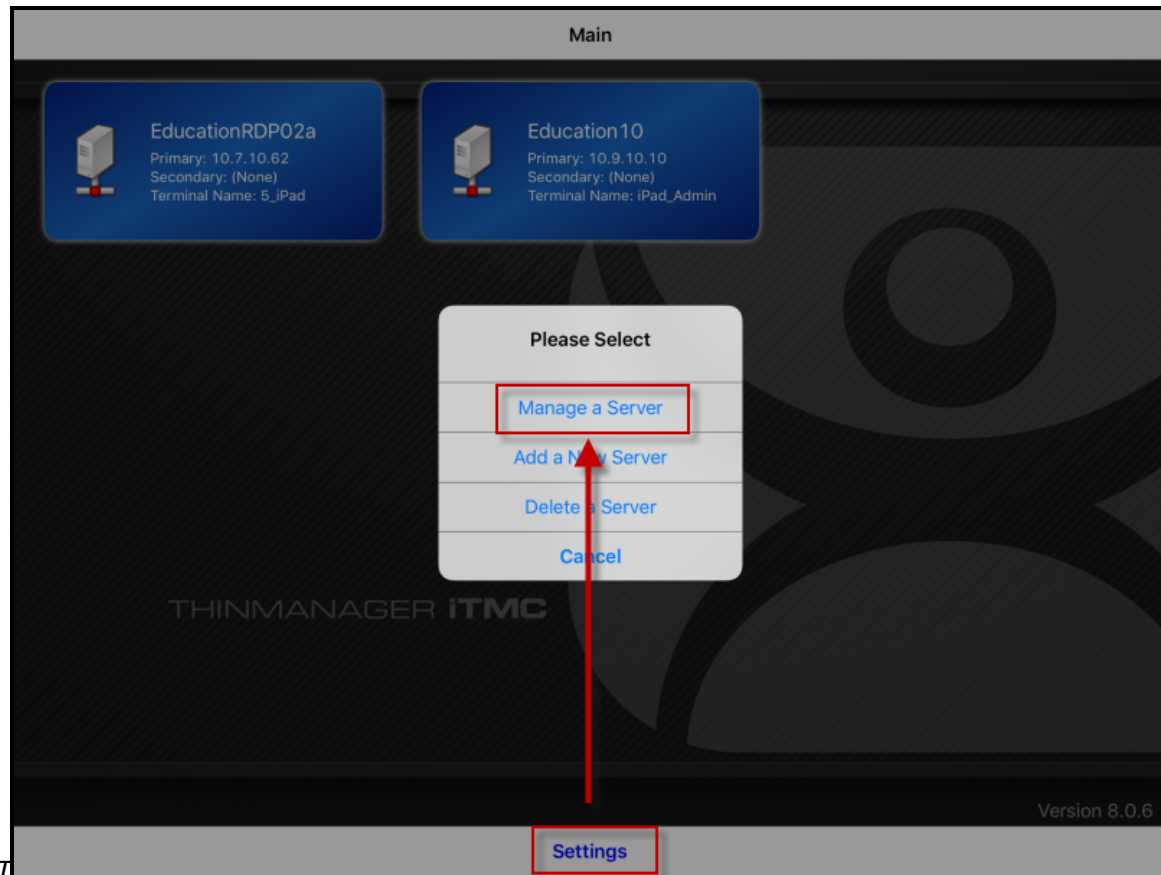 Main
EducationRDP02a
Primary: 10.7.10.62
Secondary: (None)
Terminal Name: 5_iPad
Education10
Primary: 10.9.10.10
Secondary: (None)
Terminal Name: iPad_Admin
Please Select
Manage a Server
Add a New Server
Delete a Server
Cancel
THINMANAGER iTMC
Version 8.0.6
Settings